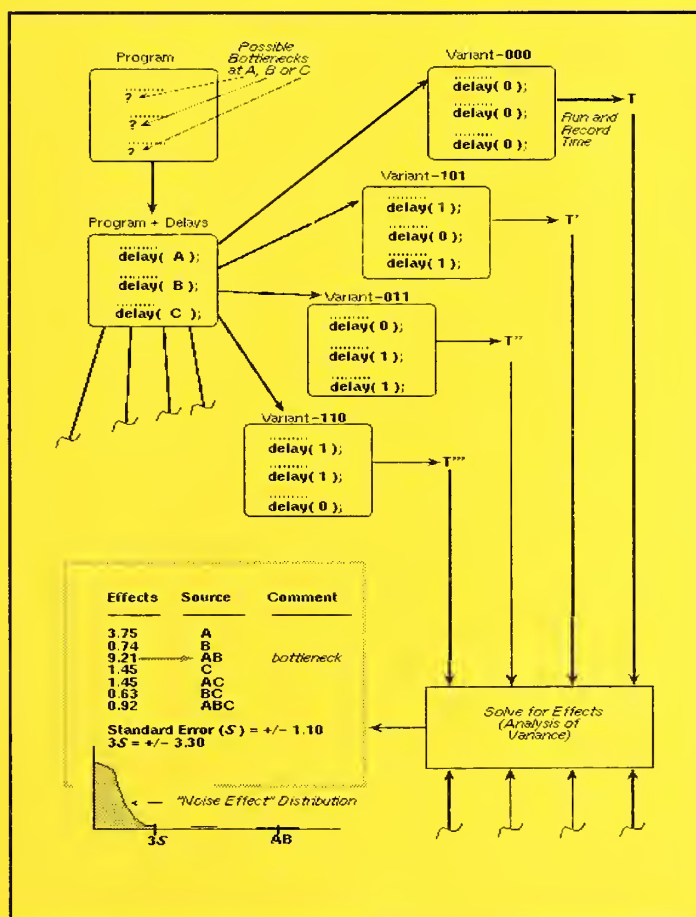 Program
Possible
Bottlenecks
at A, B or C
?
?
?
Variant-000
delay( 0 );
delay( 0 );
delay( 0 );
T
Run and
Record
Time
Variant-101
delay( 1 );
delay( 0 );
delay( 1 );
T'
Program + Delays
delay( A );
delay( B );
delay( C );
Variant-011
delay( 0 );
delay( 1 );
delay( 1 );
T''
Variant-110
delay( 1 );
delay( 1 );
delay( 0 );
T'''
Effects Source Comment
3.75 A
0.74 B
9.21 AB bottleneck
1.45 C
1.45 AC
0.63 BC
0.92 ABC
Standard Error (S) = +/- 1.10
3S = +/- 3.30
"Noise Effect" Distribution
3S AB
Solve for Effects
(Analysis of
Variance)